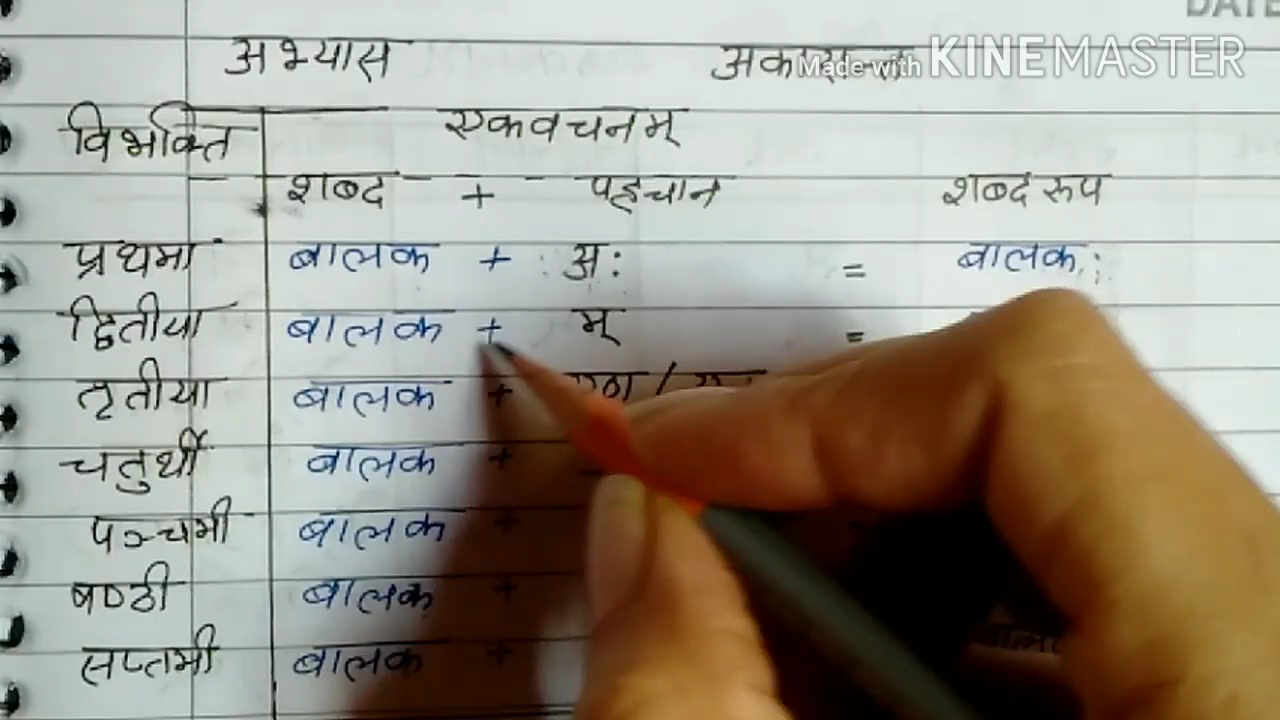 DATE
अभ्यास
Made with KINEMASTER
विभक्ति एकवचनम्
शब्द + पहचान शब्द रूप
प्रथमा बालक + अः = बालकः
द्वितीया बालक + म् =
तृतीया बालक +
चतुर्थी बालक +
पञ्चमी बालक +
षष्ठी बालक +
सप्तमी बालक +